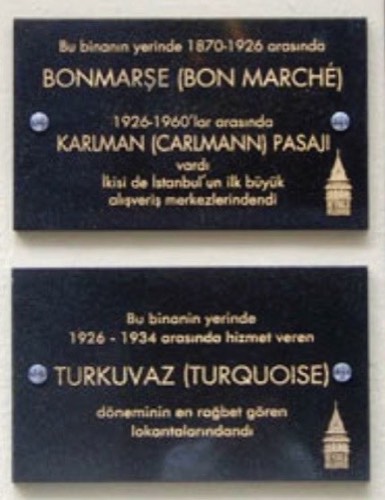 Bu binanın yerinde 1870-1926 arasında
BONMARŞE (BON MARCHÉ)
1926-1960'lar arasında
KARLMAN (CARLMANN) PASAJI
vardı
İkisi de İstanbul'un ilk büyük
alışveriş merkezlerindendi
Bu binanin yerinde
1926 - 1934 arasında hizmet veren
TURKUVAZ (TURQUOISE)
döneminin en rağbet gören
lokantalarındandı